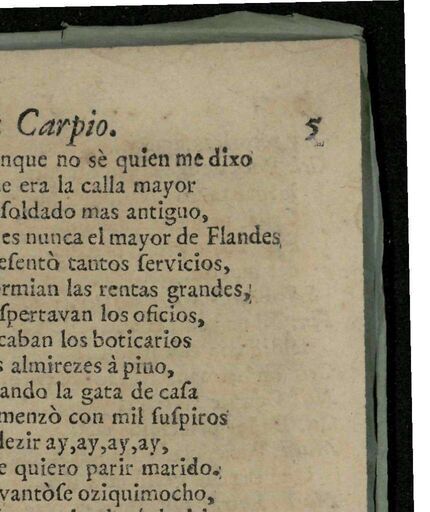 Carpio. 5
nque no sè quien me dixo
e era la calla mayor
soldado mas antiguo,
es nunca el mayor de Flandes
esentò tantos servicios,
rmian las rentas grandes,
spertavan los oficios,
caban los boticarios
s almirezes à pino,
ando la gata de casa
menzò con mil suspiros
dezir ay,ay,ay,ay,
e quiero parir marido.
vantòse oziquimocho,